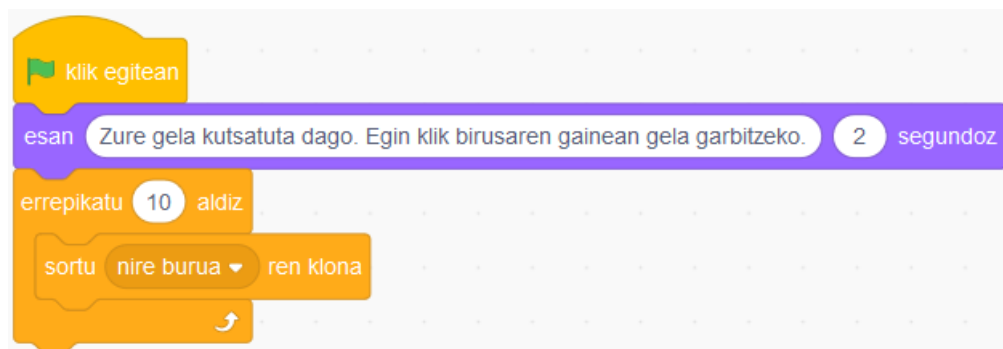 klik egitean
esan Zure gela kutsatuta dago. Egin klik birusaren gainean gela garbitzeko. 2 segundoz
errepikatu 10 aldiz
sortu nire burua ren klona